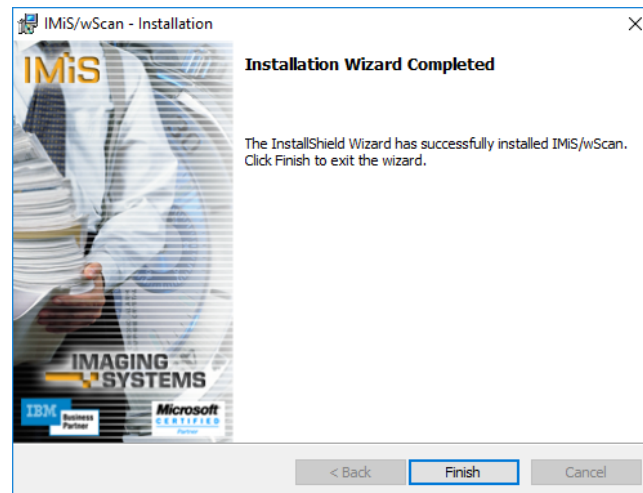 IMiS/wScan - Installation
IMiS
Installation Wizard Completed
The InstallShield Wizard has successfully installed IMiS/wScan.
Click Finish to exit the wizard.
IMAGING
SYSTEMS
IBM
Business
Partner
Microsoft
CERTIFIED
Partner
< Back
Finish
Cancel